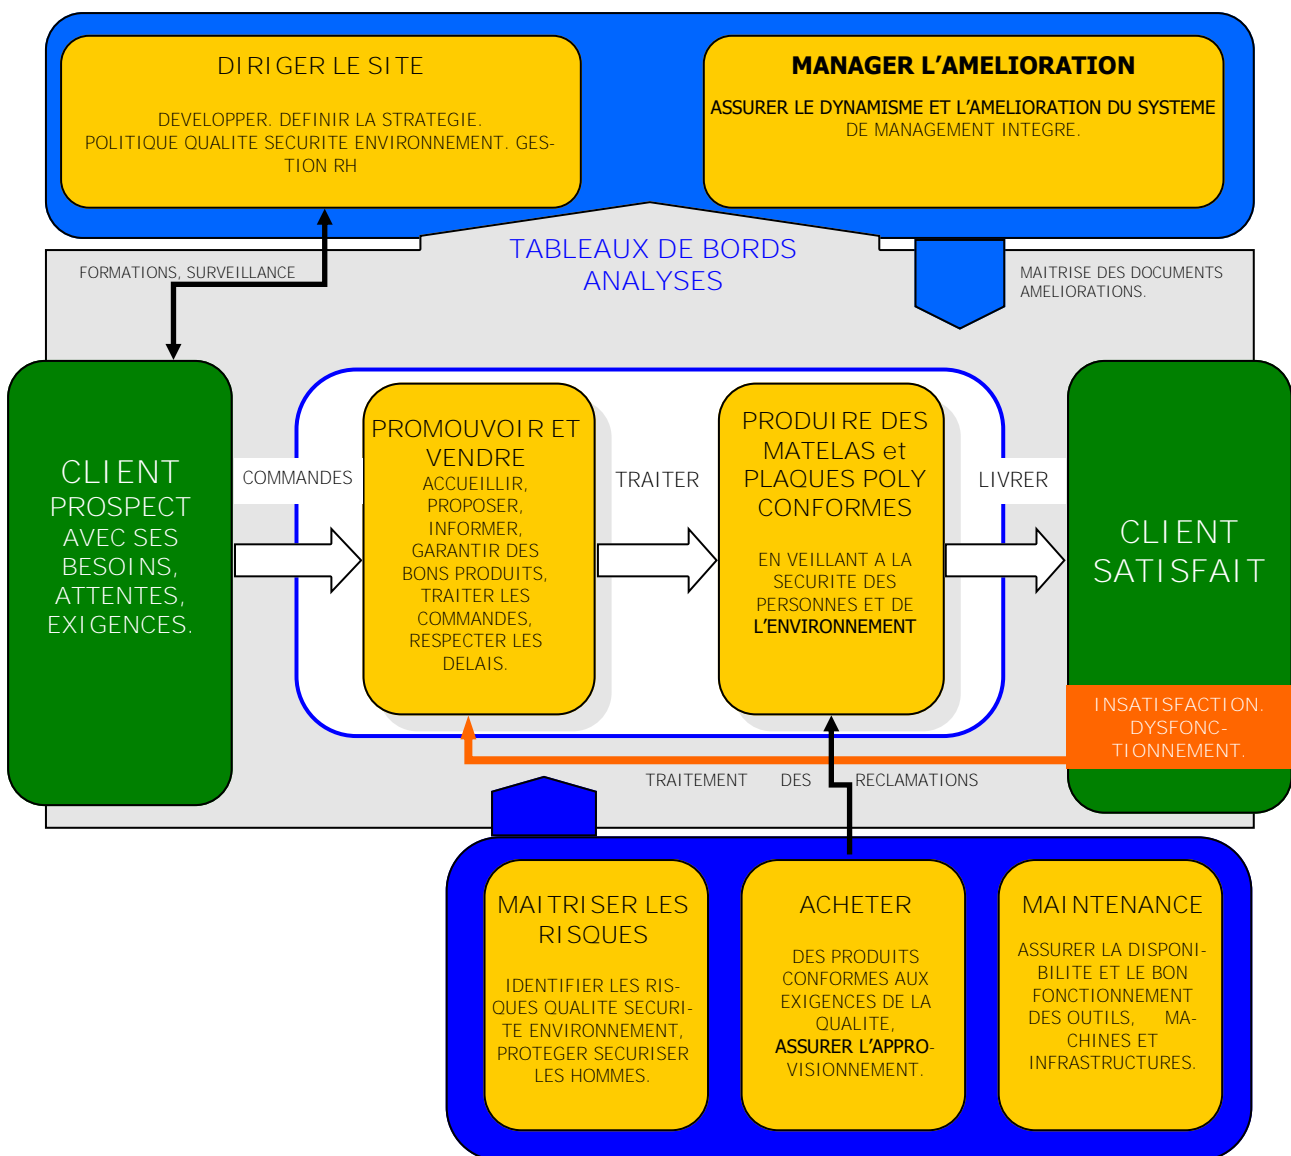 DIRIGER LE SITE
DEVELOPPER. DEFINIR LA STRATEGIE.
POLITIQUE QUALITE SECURITE ENVIRONNEMENT. GES-
TION RH
MANAGER L’AMELIORATION
ASSURER LE DYNAMISME ET L’AMELIORATION DU SYSTEME
DE MANAGEMENT INTEGRE.
TABLEAUX DE BORDS
ANALYSES
FORMATIONS, SURVEILLANCE
MAITRISE DES DOCUMENTS
AMELIORATIONS.
CLIENT
PROSPECT
AVEC SES
BESOINS,
ATTENTES,
EXIGENCES.
COMMANDES
PROMOUVOIR ET
VENDRE
ACCUEILLIR,
PROPOSER,
INFORMER,
GARANTIR DES
BONS PRODUITS,
TRAITER LES
COMMANDES,
RESPECTER LES
DELAIS.
TRAITER
PRODUIRE DES
MATELAS et
PLAQUES POLY
CONFORMES
EN VEILLANT A LA
SECURITE DES
PERSONNES ET DE
L’ENVIRONNEMENT
LIVRER
CLIENT
SATISFAIT
INSATISFACTION.
DYSFONC-
TIONNEMENT.
TRAITEMENT DES RECLAMATIONS
MAITRISER LES
RISQUES
IDENTIFIER LES RIS-
QUES QUALITE SECURI-
TE ENVIRONNEMENT,
PROTEGER SECURISER
LES HOMMES.
ACHETER
DES PRODUITS
CONFORMES AUX
EXIGENCES DE LA
QUALITE,
ASSURER L’APPRO-
VISIONNEMENT.
MAINTENANCE
ASSURER LA DISPONI-
BILITE ET LE BON
FONCTIONNEMENT
DES OUTILS, MA-
CHINES ET
INFRASTRUCTURES.